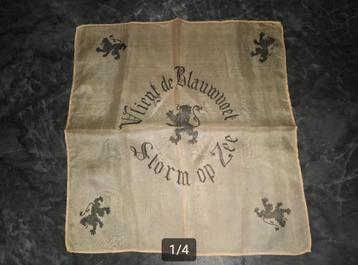 Vliegt de Blauwvoet
Storm op Zee
1/4